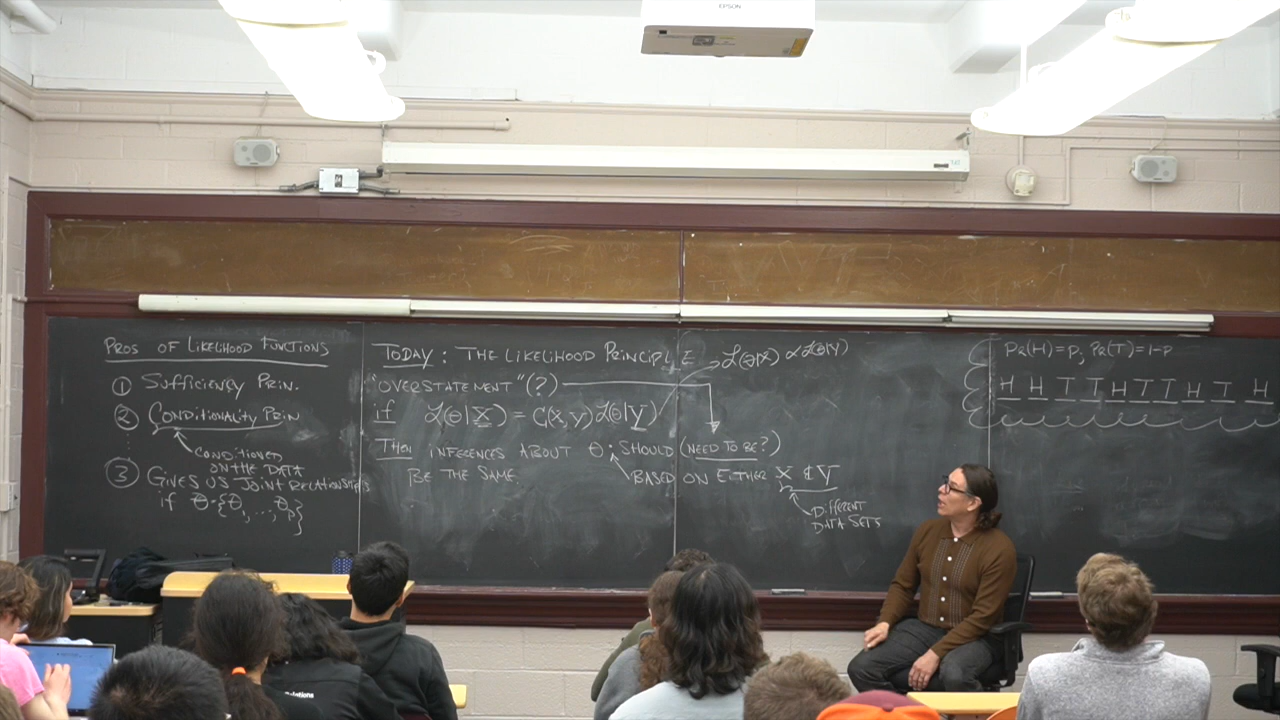 EPSON
PROS OF LIKELIHOOD FUNCTIONS
① SUFFICIENCY PRIN.
② CONDITIONALITY PRIN
CONDITIONED
ON THE DATA
③ GIVES US JOINT RELATIONSHIPS
if θ = {θ₁, ..., θₚ}
TODAY: THE LIKELIHOOD PRINCIPLE
ℒ(θ|X) ∝ ℒ(θ|Y)
"OVERSTATEMENT" (?)
if ℒ(θ|X) = C(X,Y) ℒ(θ|Y)
THEN INFERENCES ABOUT θ SHOULD (NEED TO BE?)
BE THE SAME.
BASED ON EITHER X & Y
DIFFERENT
DATA SETS
PR(H)=P, PR(T)=1-P
H H T T H T T H T H
Relations